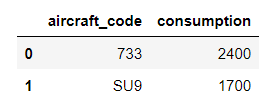 aircraft_code consumption
0 733 2400
1 SU9 1700